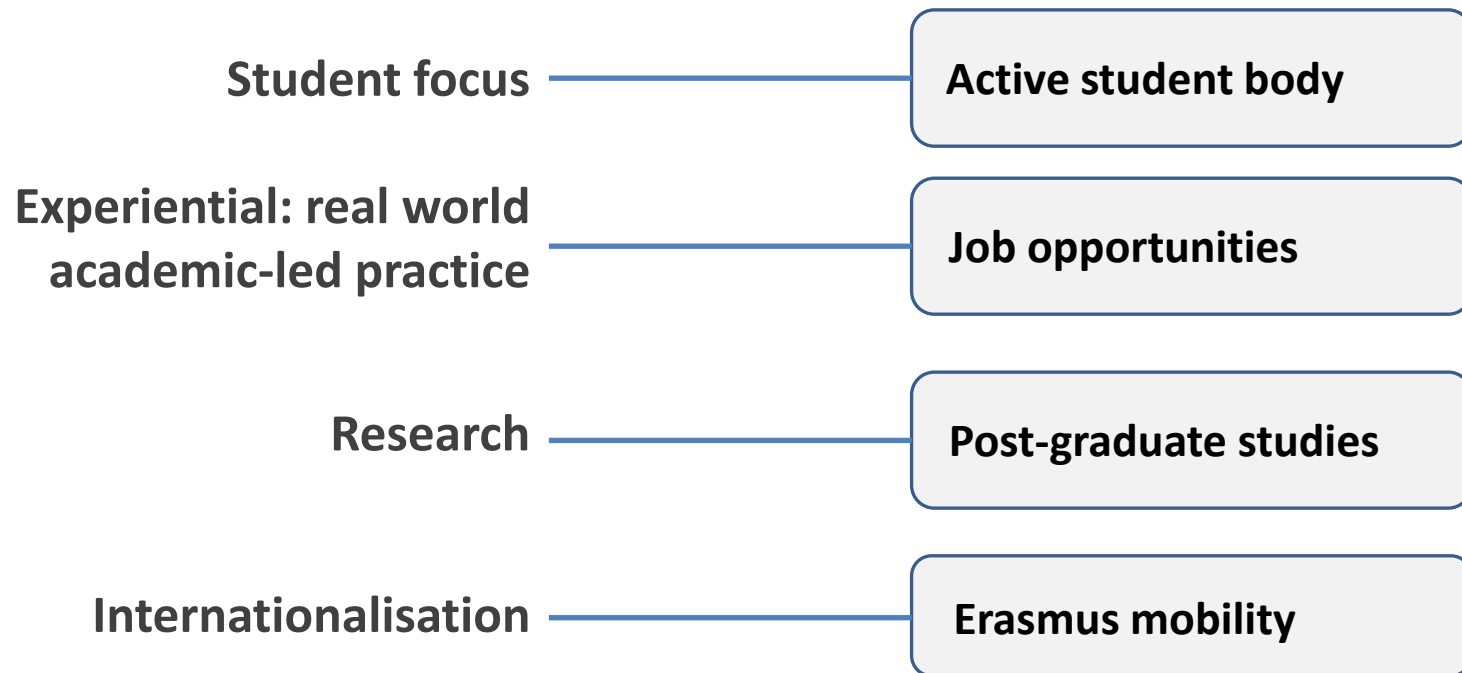 Student focus
Active student body
Experiential: real world
academic-led practice
Job opportunities
Research
Post-graduate studies
Internationalisation
Erasmus mobility